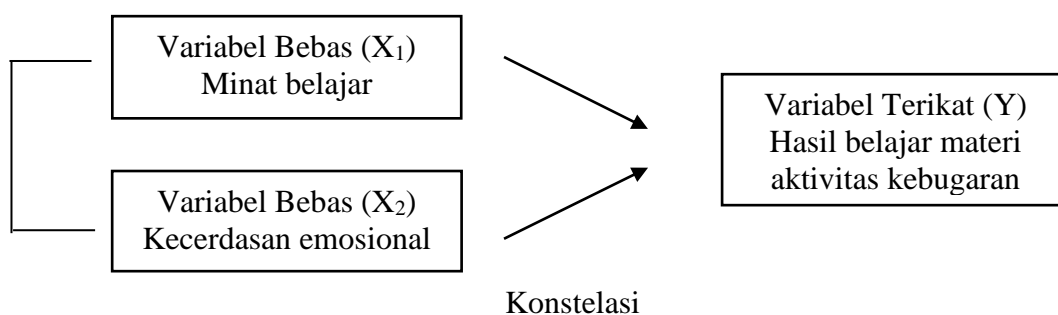 Variabel Bebas (X₁)
Minat belajar
Variabel Terikat (Y)
Hasil belajar materi
aktivitas kebugaran
Variabel Bebas (X₂)
Kecerdasan emosional
Konstelasi